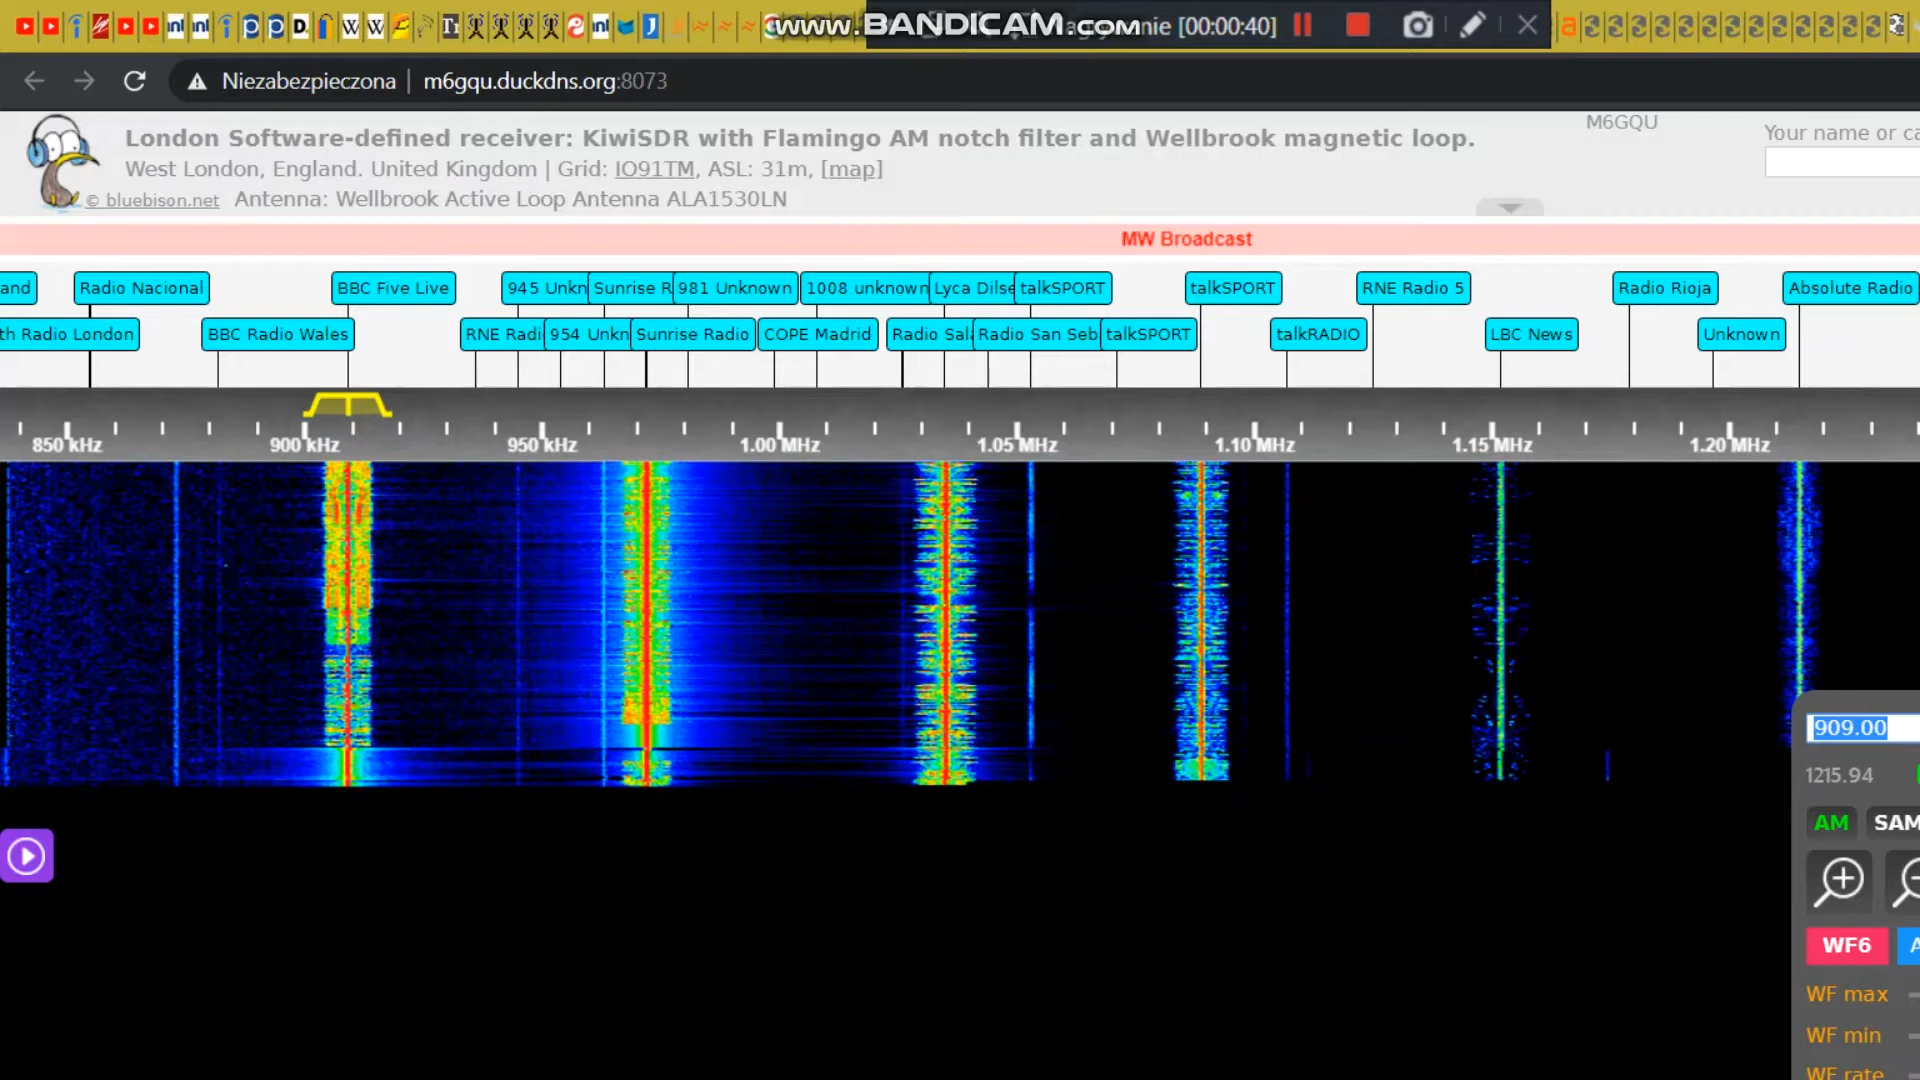 www.BANDICAM.com
nie [00:00:40]
Niezabezpieczona | m6gqu.duckdns.org:8073
London Software-defined receiver: KiwiSDR with Flamingo AM notch filter and Wellbrook magnetic loop.
M6GQU
Your name or ca
West London, England. United Kingdom | Grid: IO91TM, ASL: 31m, [map]
© bluebison.net Antenna: Wellbrook Active Loop Antenna ALA1530LN
MW Broadcast
and Radio Nacional BBC Five Live 945 Unkn Sunrise R 981 Unknown 1008 unknown Lyca Dilse talkSPORT talkSPORT RNE Radio 5 Radio Rioja Absolute Radio
th Radio London BBC Radio Wales RNE Radi 954 Unkn Sunrise Radio COPE Madrid Radio Sala Radio San Seb talkSPORT talkRADIO LBC News Unknown
850 kHz 900 kHz 950 kHz 1.00 MHz 1.05 MHz 1.10 MHz 1.15 MHz 1.20 MHz
909.00
1215.94
AM SAM
WF6 A
WF max
WF min
WF rate